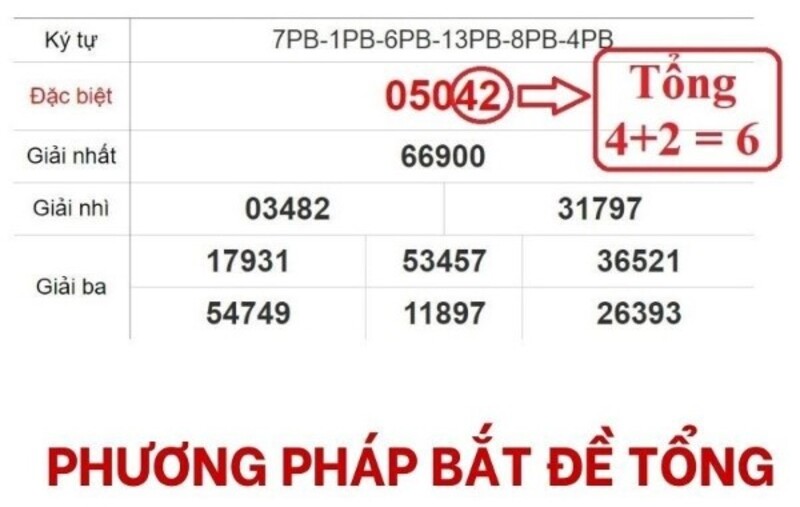 Ký tự 7PB-1PB-6PB-13PB-8PB-4PB
Đặc biệt 05042 Tổng
4+2 = 6
Giải nhất 66900
Giải nhì 03482 31797
Giải ba 17931 53457 36521
54749 11897 26393
PHƯƠNG PHÁP BẮT ĐỀ TỔNG